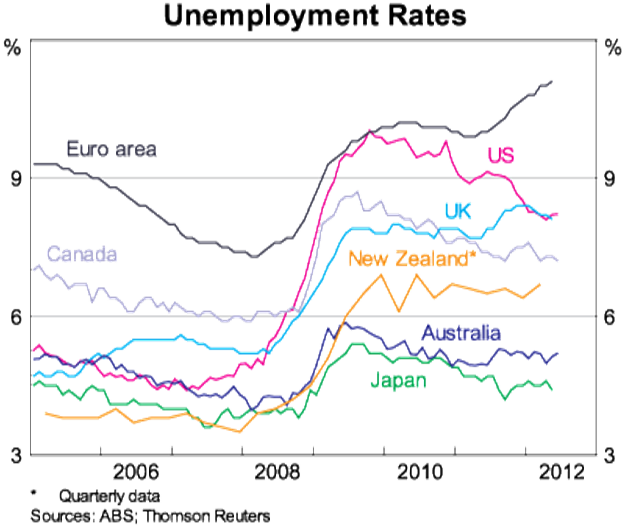 Unemployment Rates
% %
Euro area
US
9 9
UK
Canada
New Zealand*
6 6
Australia
Japan
3 3
2006 2008 2010 2012
* Quarterly data
Sources: ABS; Thomson Reuters